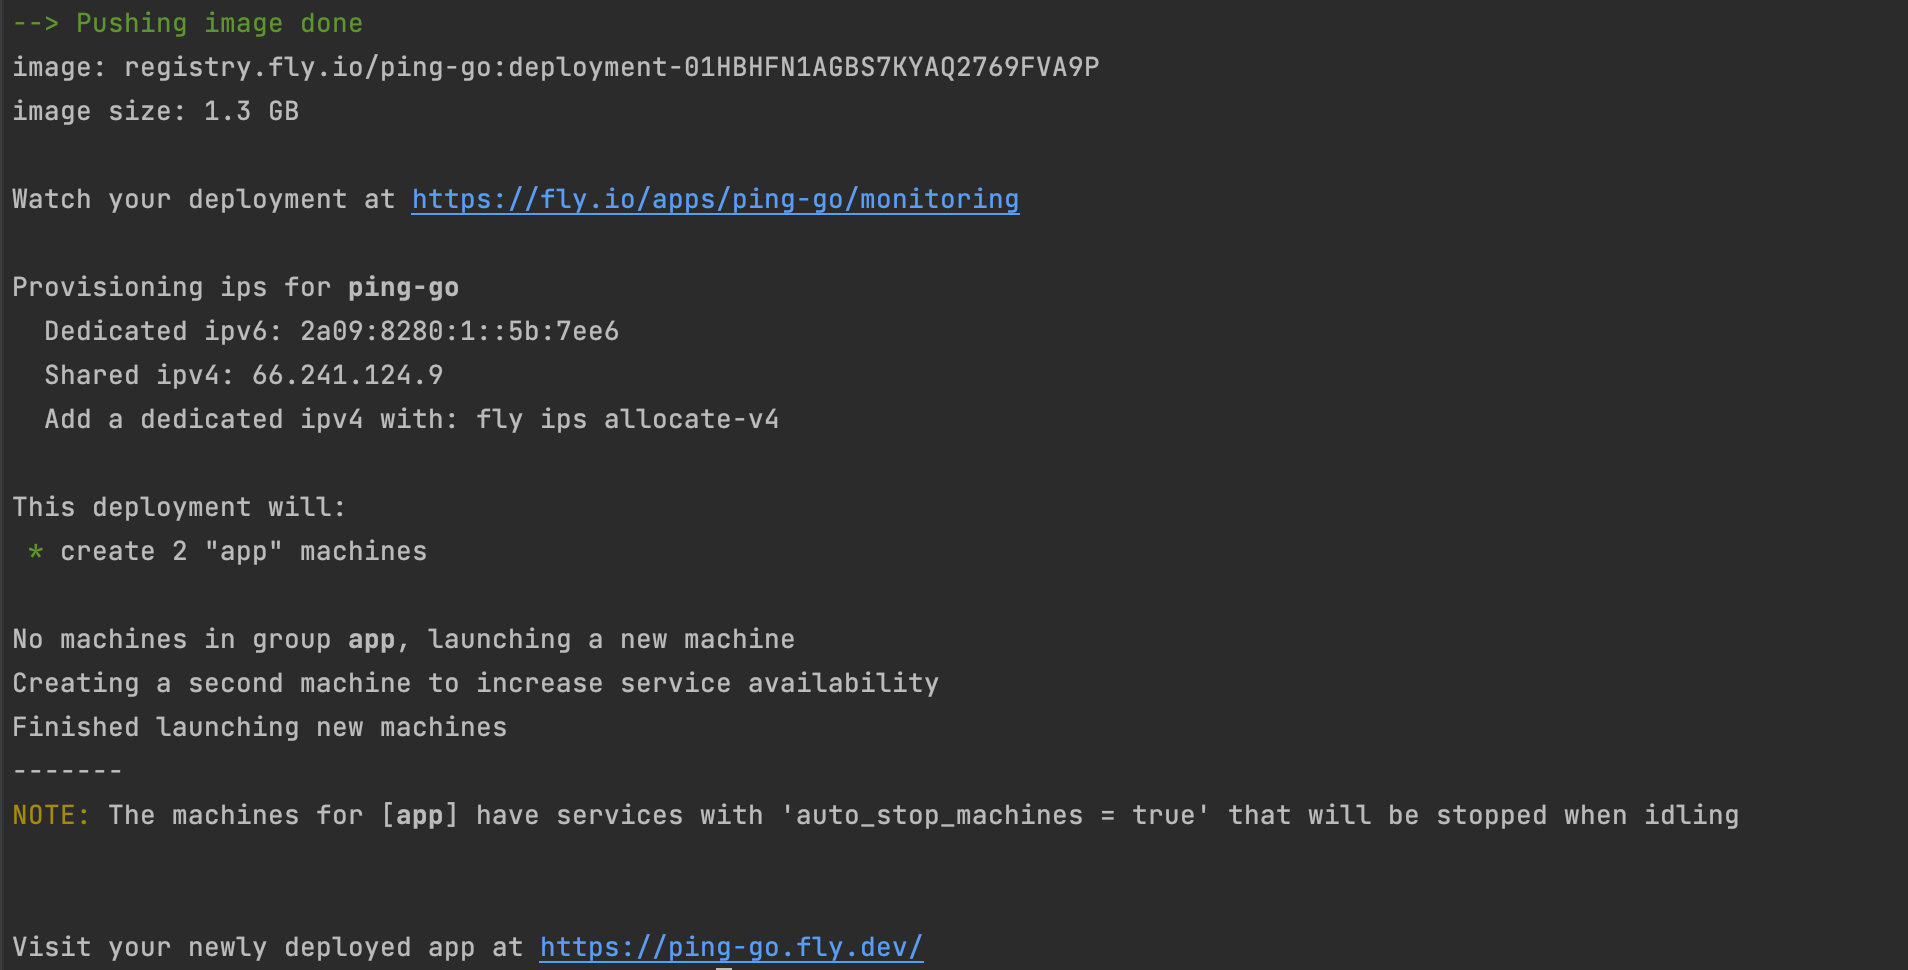 --> Pushing image done
image: registry.fly.io/ping-go:deployment-01HBHFN1AGBS7KYAQ2769FVA9P
image size: 1.3 GB
Watch your deployment at https://fly.io/apps/ping-go/monitoring
Provisioning ips for ping-go
Dedicated ipv6: 2a09:8280:1::5b:7ee6
Shared ipv4: 66.241.124.9
Add a dedicated ipv4 with: fly ips allocate-v4
This deployment will:
* create 2 "app" machines
No machines in group app, launching a new machine
Creating a second machine to increase service availability
Finished launching new machines
-------
NOTE: The machines for [app] have services with 'auto_stop_machines = true' that will be stopped when idling
Visit your newly deployed app at https://ping-go.fly.dev/